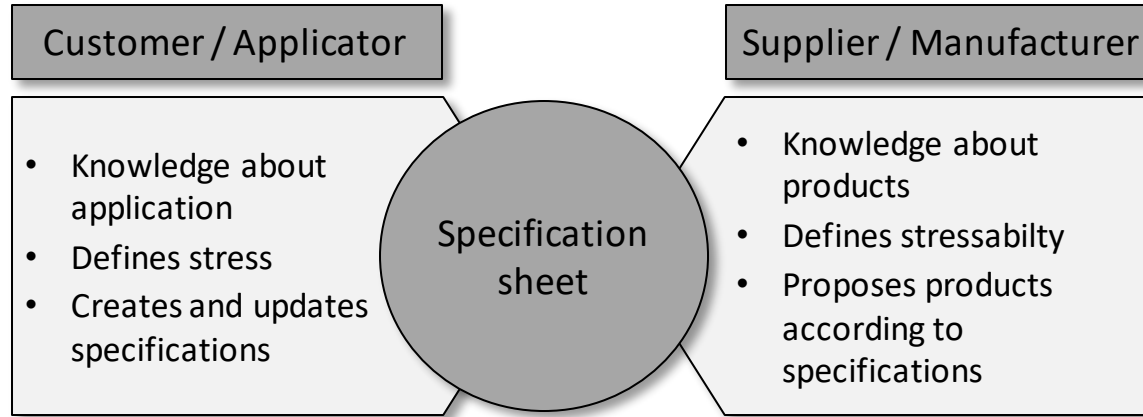 Customer / Applicator
• Knowledge about
application
• Defines stress
• Creates and updates
specifications
Specification
sheet
Supplier / Manufacturer
• Knowledge about
products
• Defines stressabilty
• Proposes products
according to
specifications